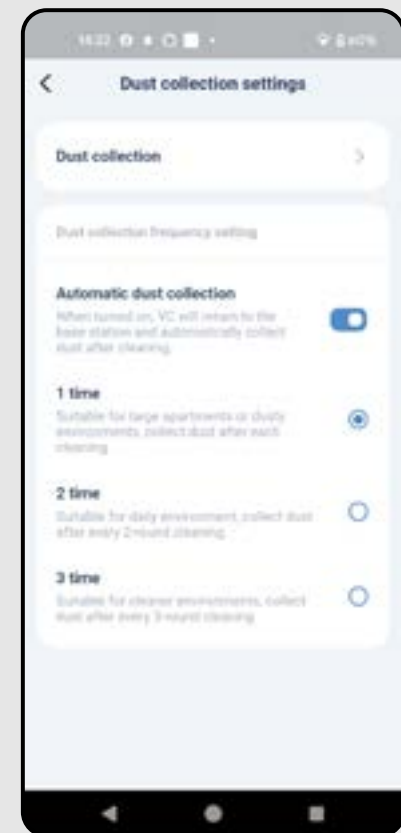 Dust collection settings
Dust collection
Dust collection frequency setting
Automatic dust collection
When turned on, VC will return to the
base station and automatically collect
dust after cleaning.
1 time
Suitable for large apartments or dusty
environments, collect dust after each
cleaning
2 time
Suitable for daily environment, collect dust
after every 2-round cleaning
3 time
Suitable for cleaner environments, collect
dust after every 3-round cleaning